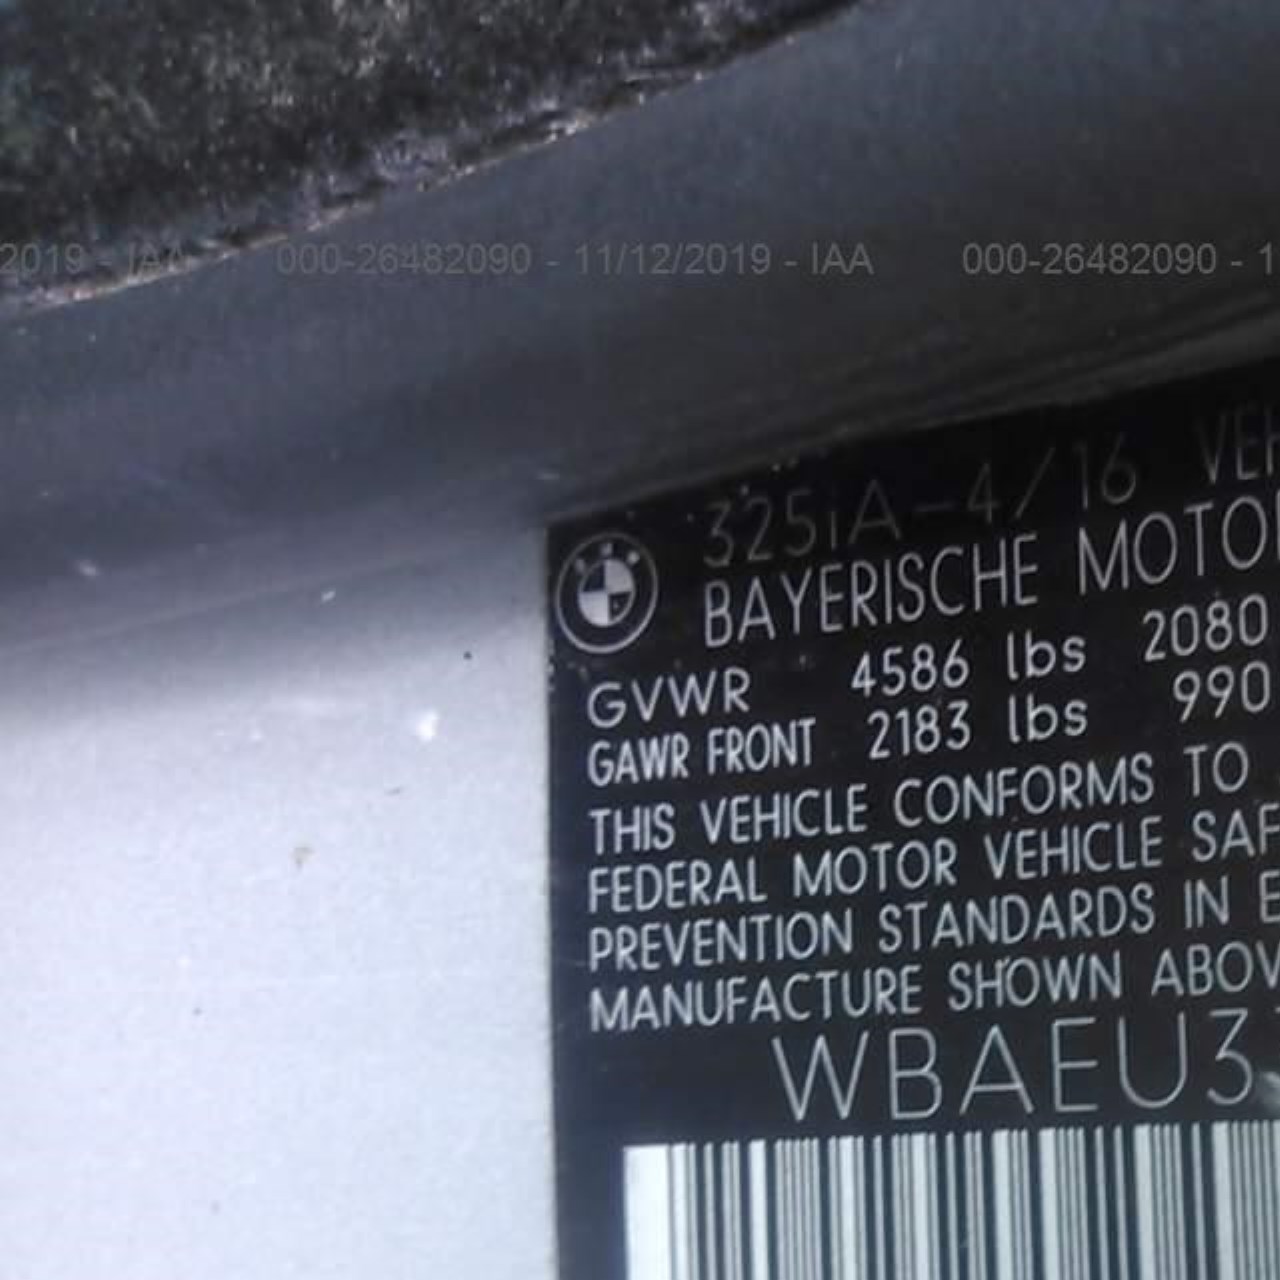 2019 - IAA 000-26482090 - 11/12/2019 - IAA 000-26482090 - 1
325iA-4/16 VEH
BAYERISCHE MOTOR
GVWR 4586 lbs 2080
GAWR FRONT 2183 lbs 990
THIS VEHICLE CONFORMS TO
FEDERAL MOTOR VEHICLE SAF
PREVENTION STANDARDS IN E
MANUFACTURE SHOWN ABOV
WBAEU3